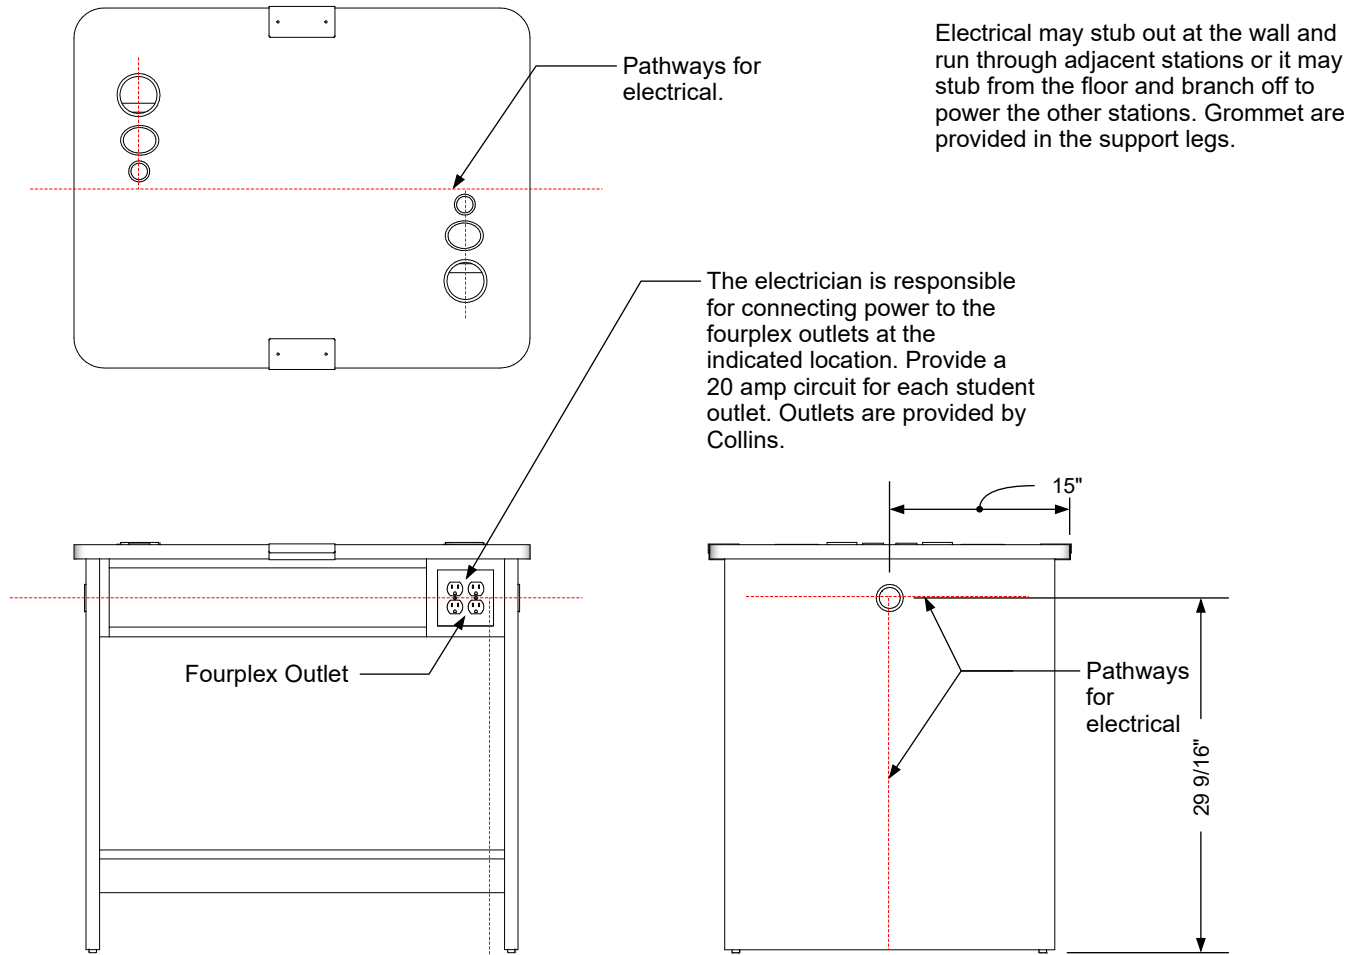 Electrical may stub out at the wall and
run through adjacent stations or it may
stub from the floor and branch off to
power the other stations. Grommet are
provided in the support legs.
Pathways for
electrical.
The electrician is responsible
for connecting power to the
fourplex outlets at the
indicated location. Provide a
20 amp circuit for each student
outlet. Outlets are provided by
Collins.
15"
Fourplex Outlet
Pathways
for
electrical
29 9/16"